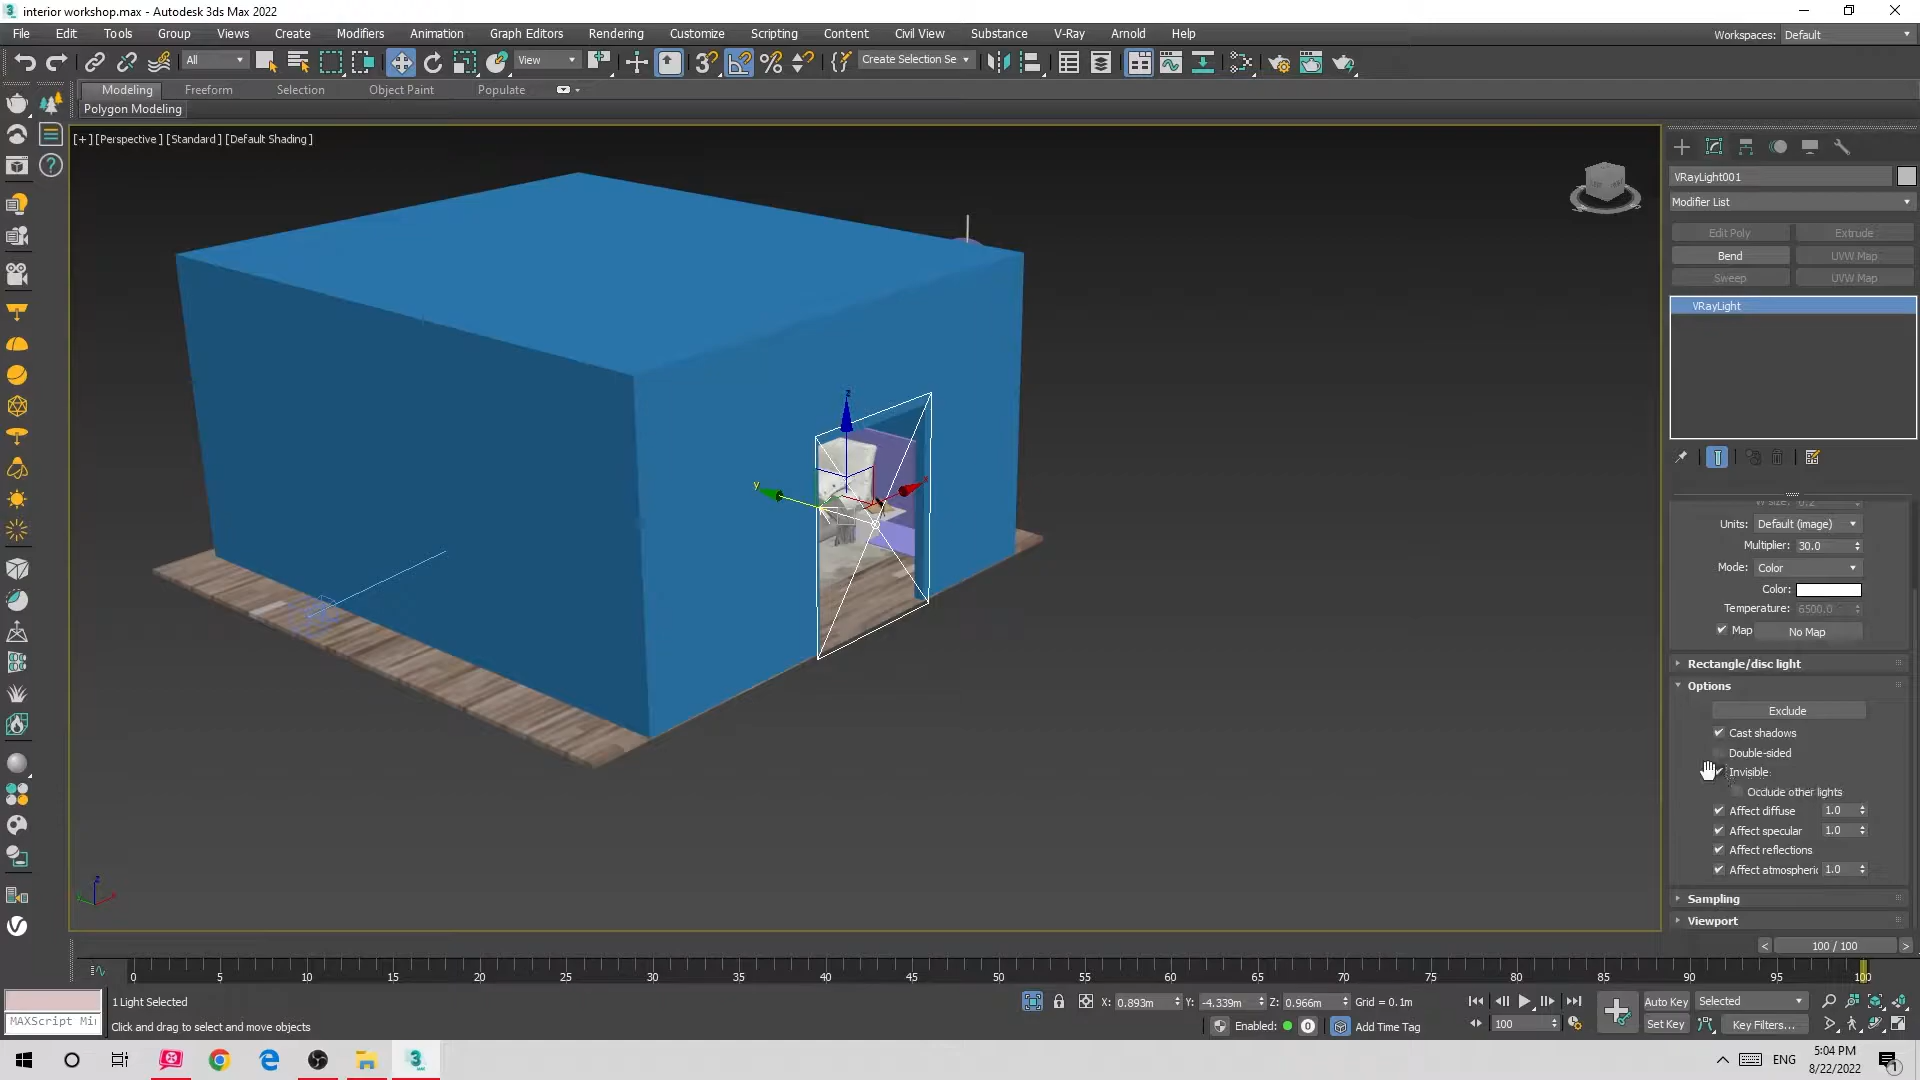 interior workshop.max - Autodesk 3ds Max 2022
File Edit Tools Group Views Create Modifiers Animation Graph Editors Rendering Customize Scripting Content Civil View Substance V-Ray Arnold Help
Workspaces: Default
All
View
Create Selection Se
Modeling Freeform Selection Object Paint Populate
Polygon Modeling
[+] [Perspective ] [Standard ] [Default Shading ]
VRayLight001
Modifier List
Edit Poly Extrude
Bend UVW Map
Sweep UVW Map
VRayLight
z
y
Units: Default (image)
Multiplier: 30.0
Mode: Color
Color:
Temperature: 6500.0
Map No Map
Rectangle/disc light
Options
Exclude
Cast shadows
Double-sided
Invisible
Occlude other lights
Affect diffuse 1.0
Affect specular 1.0
Affect reflections
Affect atmospheric 1.0
Sampling
Viewport
z
< 100 / 100 >
0 5 10 15 20 25 30 35 40 45 50 55 60 65 70 75 80 85 90 95 100
1 Light Selected
X: 0.893m Y: -4.339m Z: 0.966m Grid = 0.1m
Auto Key Selected
MAXScript Mi
Click and drag to select and move objects
Enabled: 0 Add Time Tag
100
Set Key Key Filters...
ENG
5:04 PM
8/22/2022
1